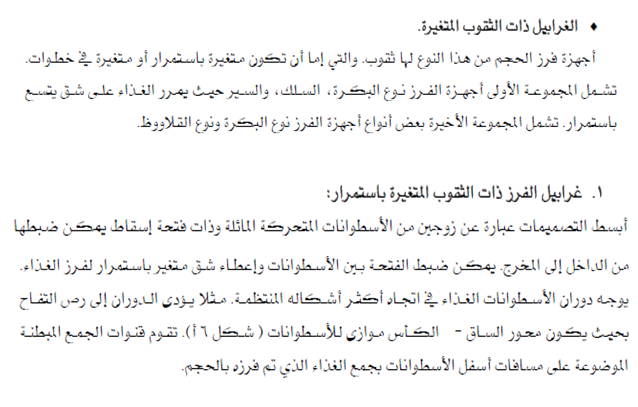 ♦ الغرابيل ذات الثقوب المتغيرة.
أجهزة فرز الحجم من هذا النوع لها ثقوب. والتي إما أن تكون متغيرة باستمرار أو متغيرة في خطوات.
تشمل المجموعة الأولى أجهزة الفرز نوع البكرة، السلك، والسير حيث يمرر الغذاء على شق يتسع
باستمرار. تشمل المجموعة الأخيرة بعض أنواع أجهزة الفرز نوع البكرة ونوع القلاووظ.
١. غرابيل الفرز ذات الثقوب المتغيرة باستمرار:
أبسط التصميمات عبارة عن زوجين من الأسطوانات المتحركة المائلة وذات فتحة إسقاط يمكن ضبطها
من الداخل إلى المخرج. يمكن ضبط الفتحة بين الأسطوانات وإعطاء شق متغير باستمرار لفرز الغذاء.
يوجه دوران الأسطوانات الغذاء في اتجاه أكثر أشكاله المنتظمة. مثلا يؤدي الدوران إلى رص التفاح
بحيث يكون محور الساق - الكأس موازي للأسطوانات ( شكل ٦ أ). تقوم قنوات الجمع المبطنة
الموضوعة على مسافات أسفل الأسطوانات بجمع الغذاء الذي تم فرزه بالحجم.